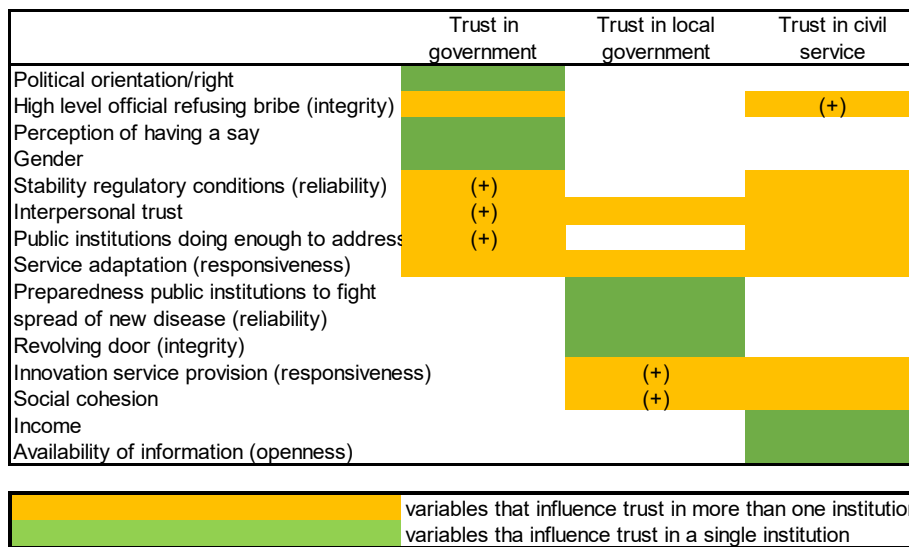 Trust in government	Trust in local government	Trust in civil service
Political orientation/right
High level official refusing bribe (integrity) (+)
Perception of having a say
Gender
Stability regulatory conditions (reliability) (+)
Interpersonal trust (+)
Public institutions doing enough to address (+)
Service adaptation (responsiveness)
Preparedness public institutions to fight
spread of new disease (reliability)
Revolving door (integrity)
Innovation service provision (responsiveness) (+)
Social cohesion (+)
Income
Availability of information (openness)
variables that influence trust in more than one institution
variables tha influence trust in a single institution